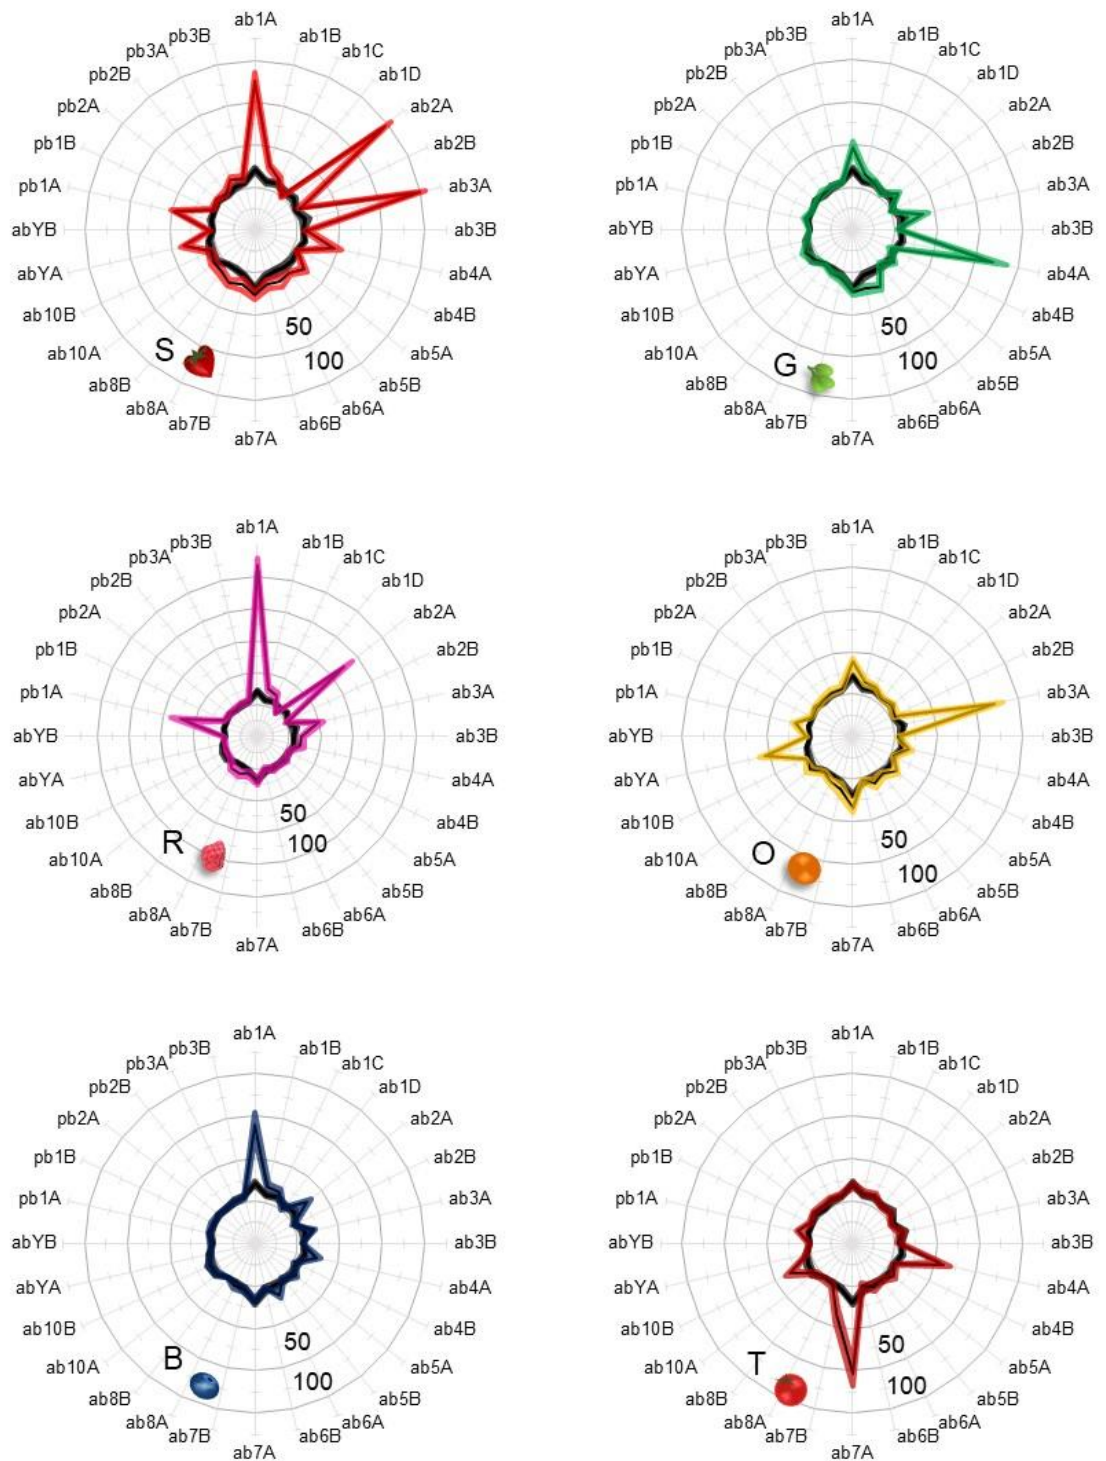 ab1A
ab1B
ab1C
ab1D
ab2A
ab2B
ab3A
ab3B
ab4A
ab4B
ab5A
ab5B
ab6A
ab6B
ab7A
ab7B
ab8A
ab8B
ab10A
ab10B
abYA
abYB
pb1A
pb1B
pb2A
pb2B
pb3A
pb3B
50
100
S
ab1A
ab1B
ab1C
ab1D
ab2A
ab2B
ab3A
ab3B
ab4A
ab4B
ab5A
ab5B
ab6A
ab6B
ab7A
ab7B
ab8A
ab8B
ab10A
ab10B
abYA
abYB
pb1A
pb1B
pb2A
pb2B
pb3A
pb3B
50
100
G
ab1A
ab1B
ab1C
ab1D
ab2A
ab2B
ab3A
ab3B
ab4A
ab4B
ab5A
ab5B
ab6A
ab6B
ab7A
ab7B
ab8A
ab8B
ab10A
ab10B
abYA
abYB
pb1A
pb1B
pb2A
pb2B
pb3A
pb3B
50
100
R
ab1A
ab1B
ab1C
ab1D
ab2A
ab2B
ab3A
ab3B
ab4A
ab4B
ab5A
ab5B
ab6A
ab6B
ab7A
ab7B
ab8A
ab8B
ab10A
ab10B
abYA
abYB
pb1A
pb1B
pb2A
pb2B
pb3A
pb3B
50
100
O
ab1A
ab1B
ab1C
ab1D
ab2A
ab2B
ab3A
ab3B
ab4A
ab4B
ab5A
ab5B
ab6A
ab6B
ab7A
ab7B
ab8A
ab8B
ab10A
ab10B
abYA
abYB
pb1A
pb1B
pb2A
pb2B
pb3A
pb3B
50
100
B
ab1A
ab1B
ab1C
ab1D
ab2A
ab2B
ab3A
ab3B
ab4A
ab4B
ab5A
ab5B
ab6A
ab6B
ab7A
ab7B
ab8A
ab8B
ab10A
ab10B
abYA
abYB
pb1A
pb1B
pb2A
pb2B
pb3A
pb3B
50
100
T